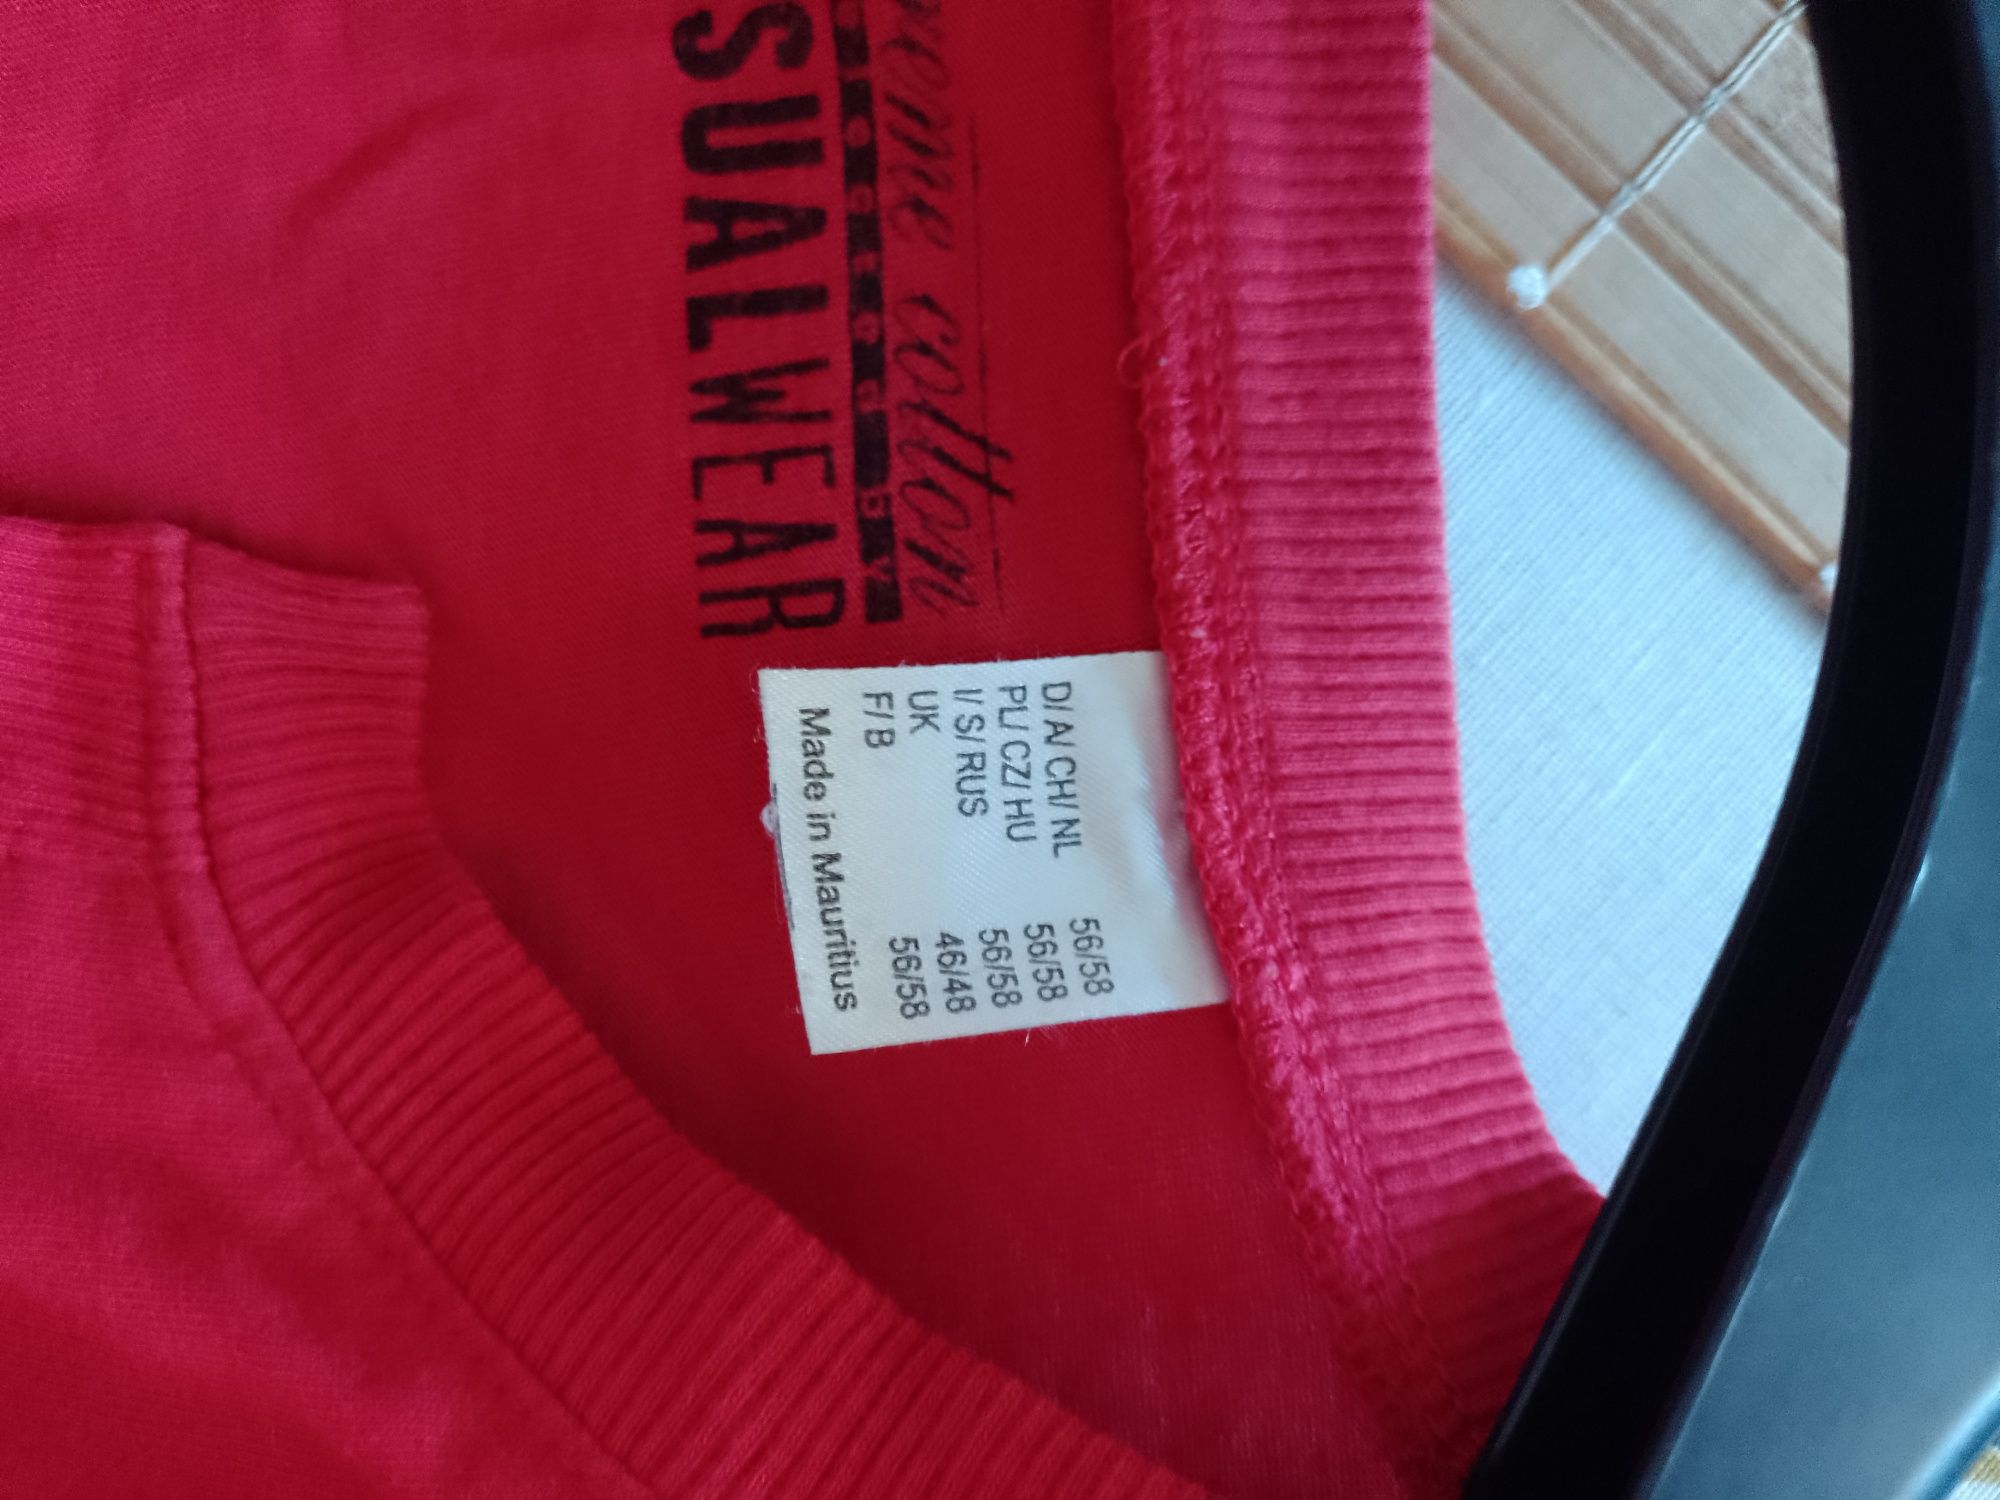 cotton
SUALWEAR
D/ A/ CH/ NL 56/58
PL/ CZ/ HU 56/58
I/ S/ RUS 56/58
UK 46/48
F/ B 56/58
Made in Mauritius